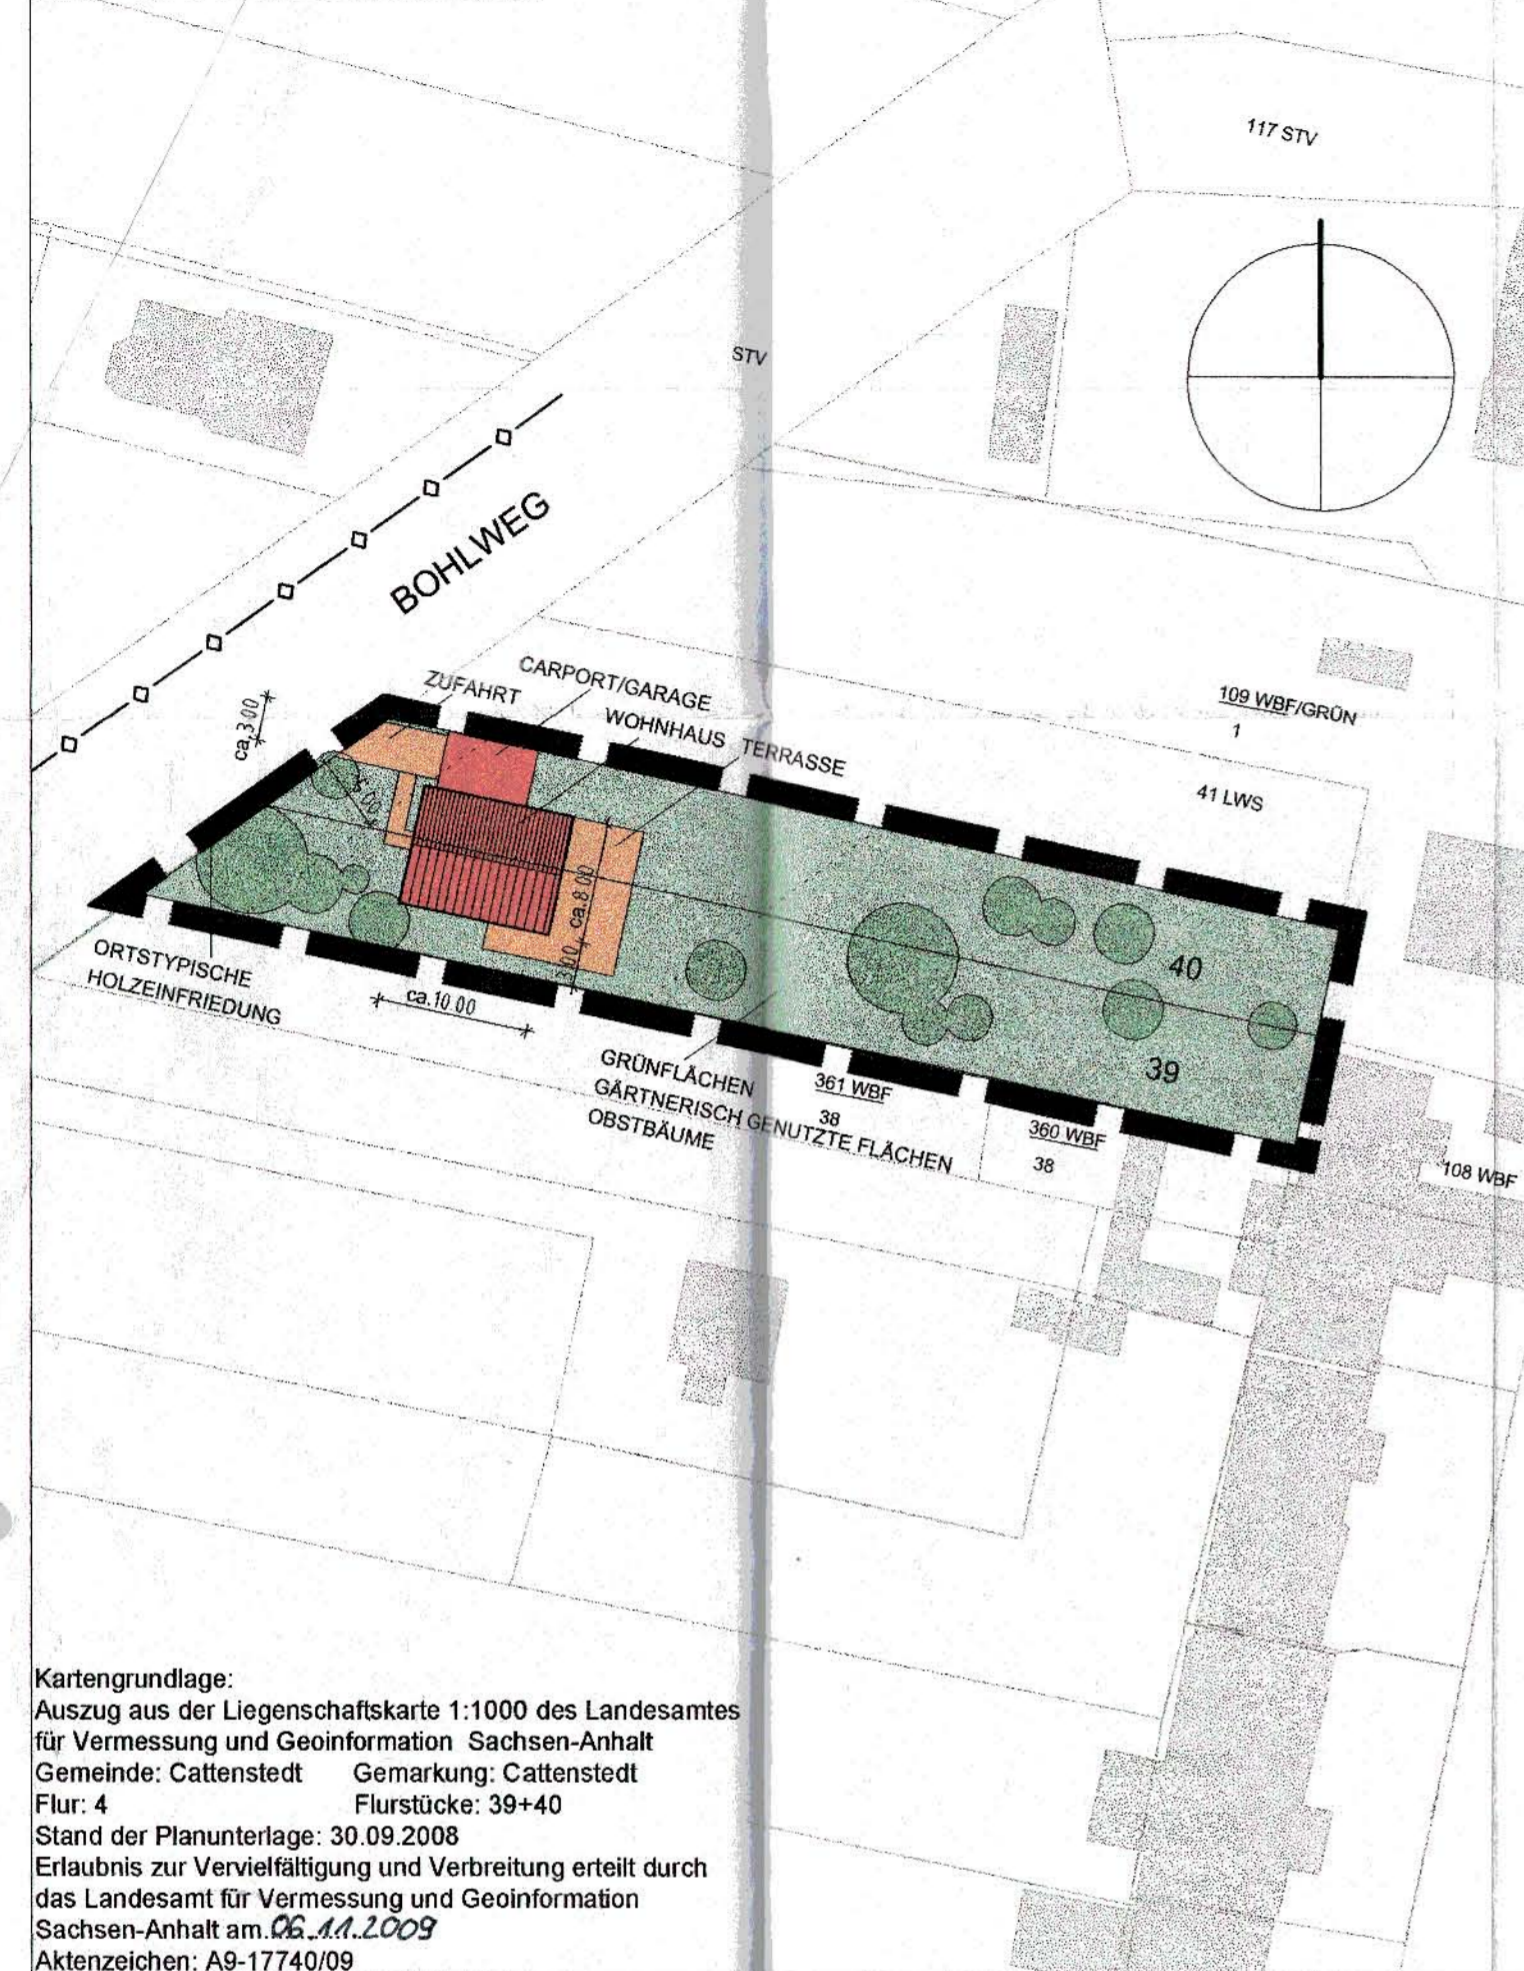 117 STV
STV
BOHLWEG
CARPORT/GARAGE
ZUFAHRT
WOHNHAUS
TERRASSE
109 WBF/GRÜN
1
41 LWS
ca.3.00
5.00
ca.8.00
3.00
ca.10.00
ORTSTYPISCHE
HOLZEINFRIEDUNG
40
39
GRÜNFLÄCHEN
GÄRTNERISCH GENUTZTE FLÄCHEN
OBSTBÄUME
361 WBF
38
360 WBF
38
108 WBF
Kartengrundlage:
Auszug aus der Liegenschaftskarte 1:1000 des Landesamtes
für Vermessung und Geoinformation Sachsen-Anhalt
Gemeinde: Cattenstedt Gemarkung: Cattenstedt
Flur: 4 Flurstücke: 39+40
Stand der Planunterlage: 30.09.2008
Erlaubnis zur Vervielfältigung und Verbreitung erteilt durch
das Landesamt für Vermessung und Geoinformation
Sachsen-Anhalt am 06.11.2009
Aktenzeichen: A9-17740/09